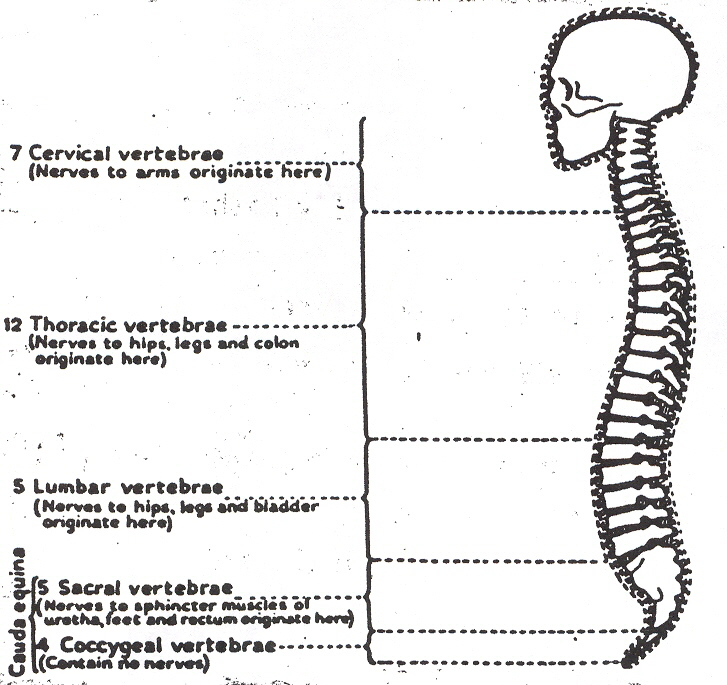 7 Cervical vertebrae
(Nerves to arms originate here)
12 Thoracic vertebrae
(Nerves to hips, legs and colon
originate here)
5 Lumbar vertebrae
(Nerves to hips, legs and bladder
originate here)
Cauda equina
5 Sacral vertebrae
(Nerves to sphincter muscles of
uretha, feet and rectum originate here)
4 Coccygeal vertebrae
(Contain no nerves)